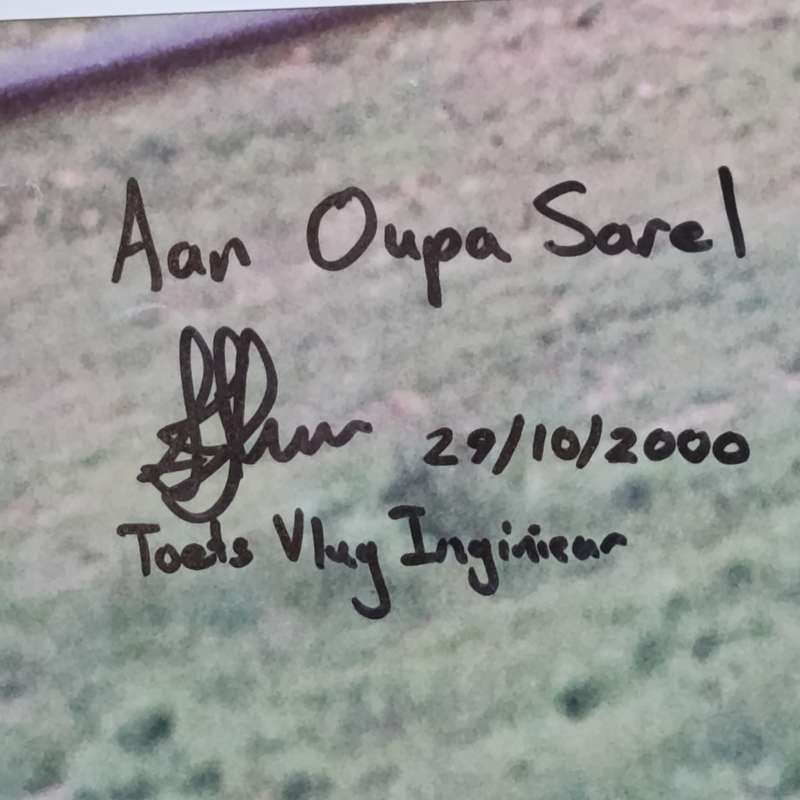 Aan Oupa Sarel
29/10/2000
Toets Vlug Inginieur